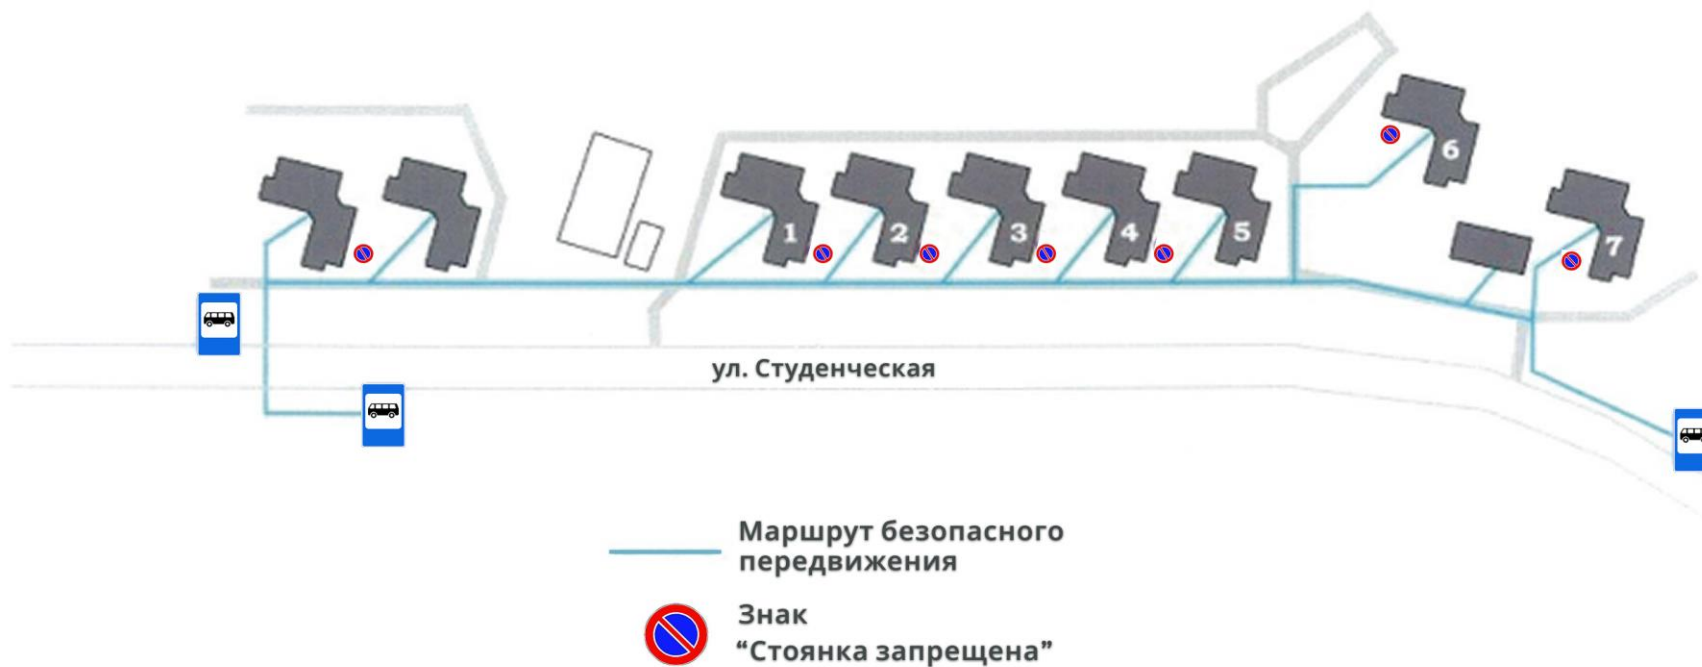 6
1
2
3
4
5
7
ул. Студенческая
Маршрут безопасного
передвижения
Знак
“Стоянка запрещена”